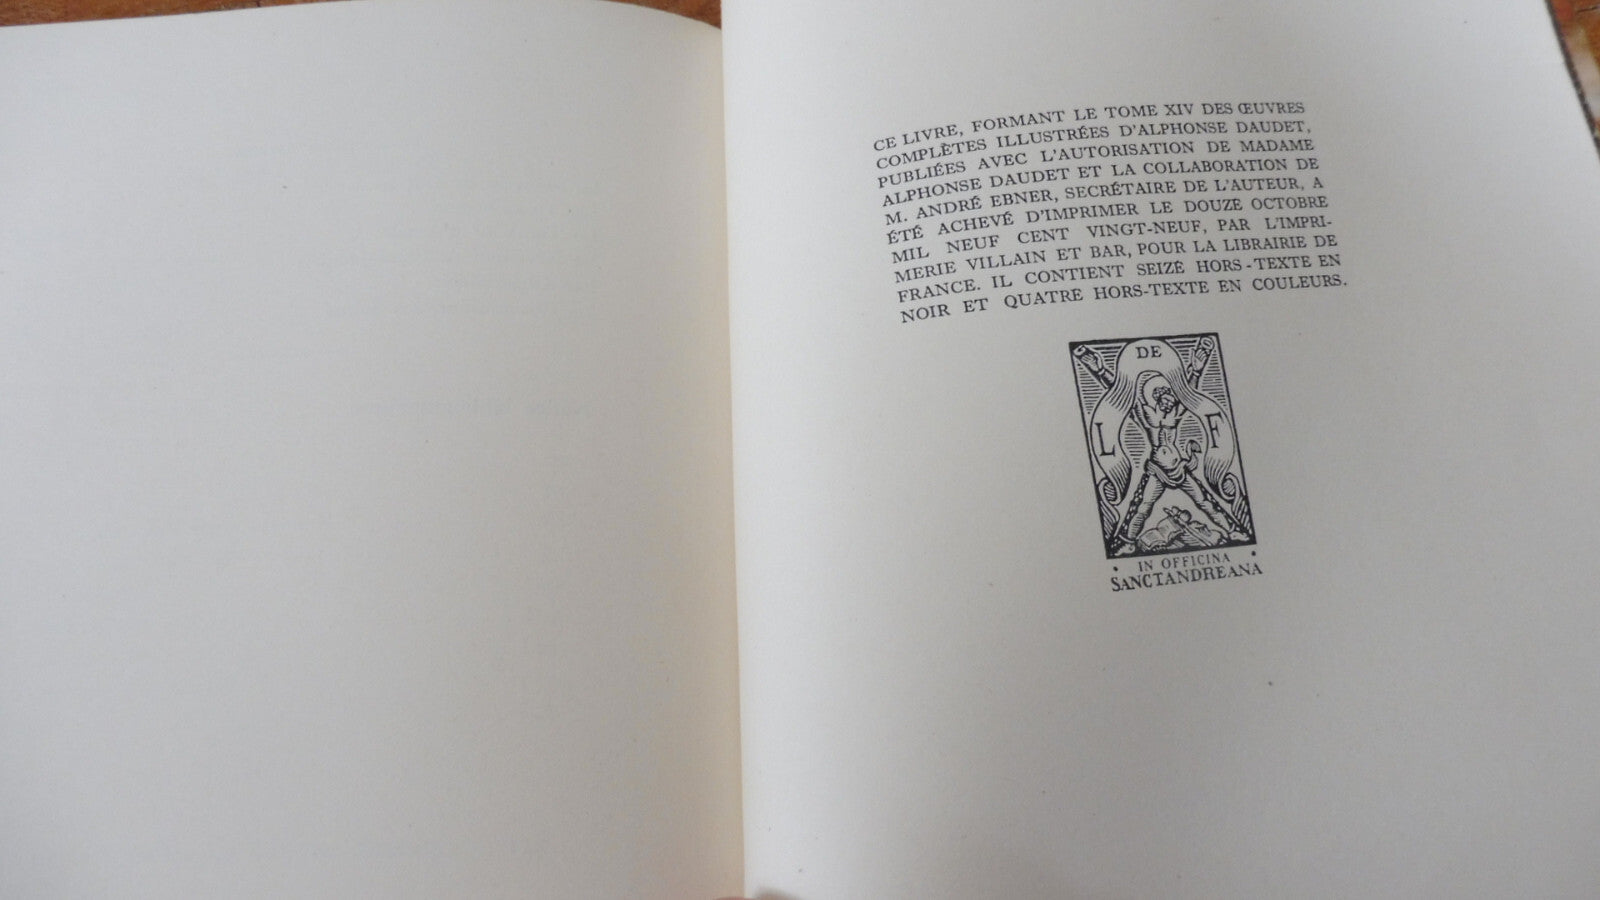 CE LIVRE, FORMANT LE TOME XIV DES ŒUVRES
COMPLÈTES ILLUSTRÉES D'ALPHONSE DAUDET,
PUBLIÉES AVEC L'AUTORISATION DE MADAME
ALPHONSE DAUDET ET LA COLLABORATION DE
M. ANDRÉ EBNER, SECRÉTAIRE DE L'AUTEUR, A
ÉTÉ ACHEVÉ D'IMPRIMER LE DOUZE OCTOBRE
MIL NEUF CENT VINGT-NEUF, PAR L'IMPRI-
MERIE VILLAIN ET BAR, POUR LA LIBRAIRIE DE
FRANCE. IL CONTIENT SEIZE HORS-TEXTE EN
NOIR ET QUATRE HORS-TEXTE EN COULEURS.
DE
L F
IN OFFICINA
SANCTANDREANA